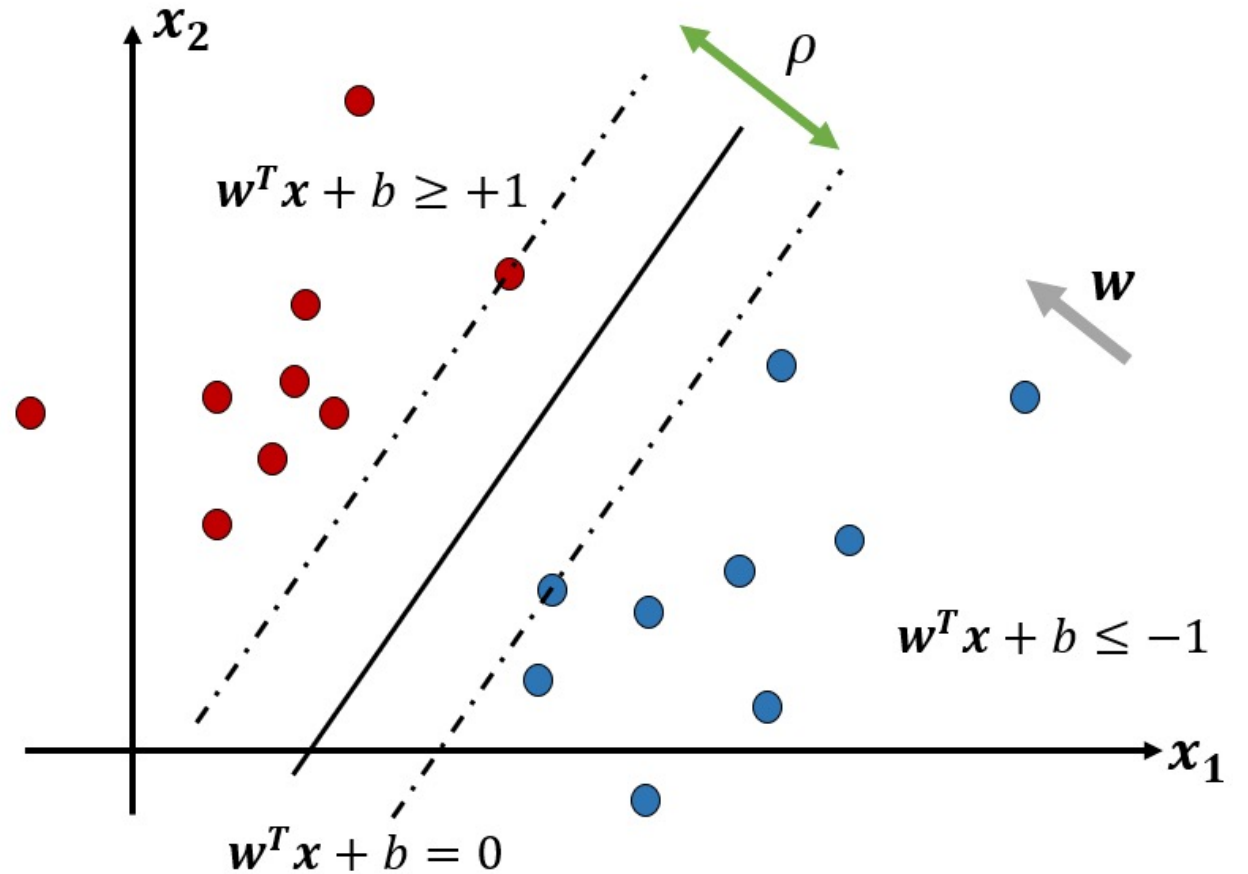 x₂
ρ
wᵀx + b ≥ +1
w
wᵀx + b ≤ −1
x₁
wᵀx + b = 0